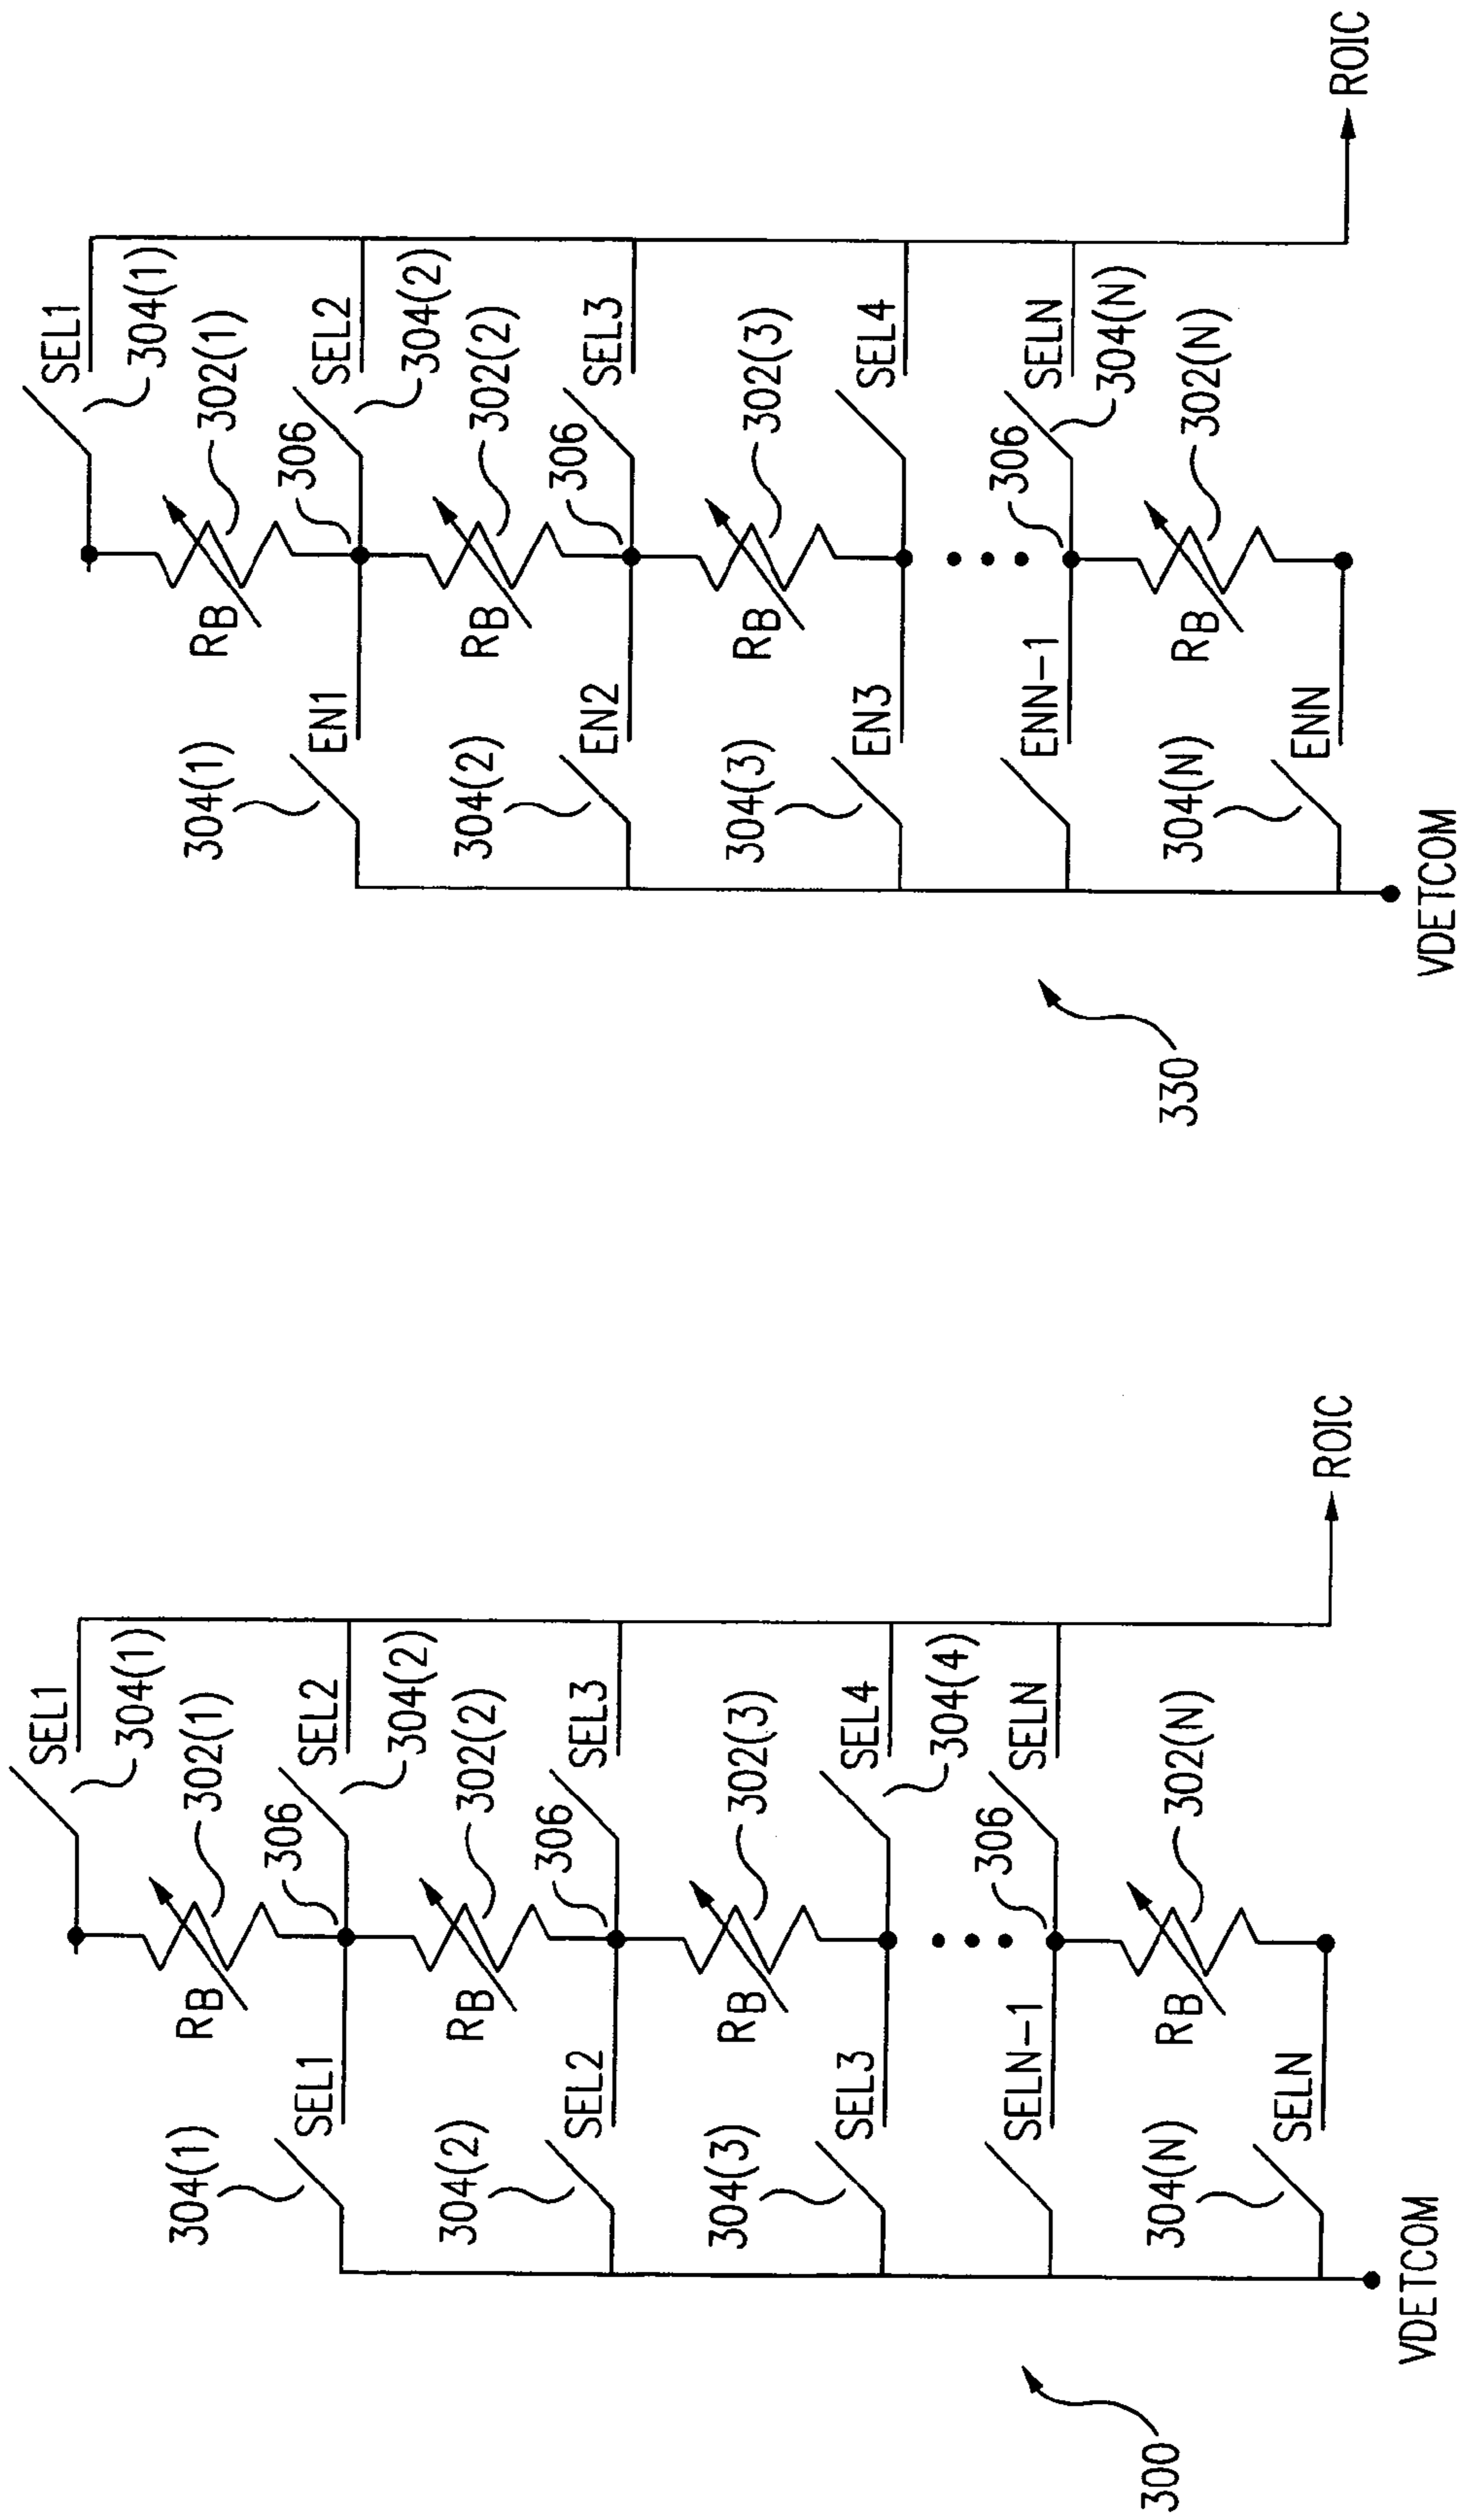 SEL1
304(1)
302(1)
RB
306
304(1)
EN1
SEL2
304(2)
302(2)
RB
306
304(2)
EN2
SEL3
302(3)
RB
304(3)
EN3
SEL4
306
ENN-1
SELN
304(N)
302(N)
RB
304(N)
ENN
VDETCOM
ROIC
330
SEL1
304(1)
302(1)
RB
306
304(1)
SEL1
SEL2
304(2)
302(2)
RB
306
304(2)
SEL2
SEL3
302(3)
RB
304(3)
SEL3
SEL4
304(4)
306
SELN-1
SELN
302(N)
RB
304(N)
SELN
VDETCOM
ROIC
300